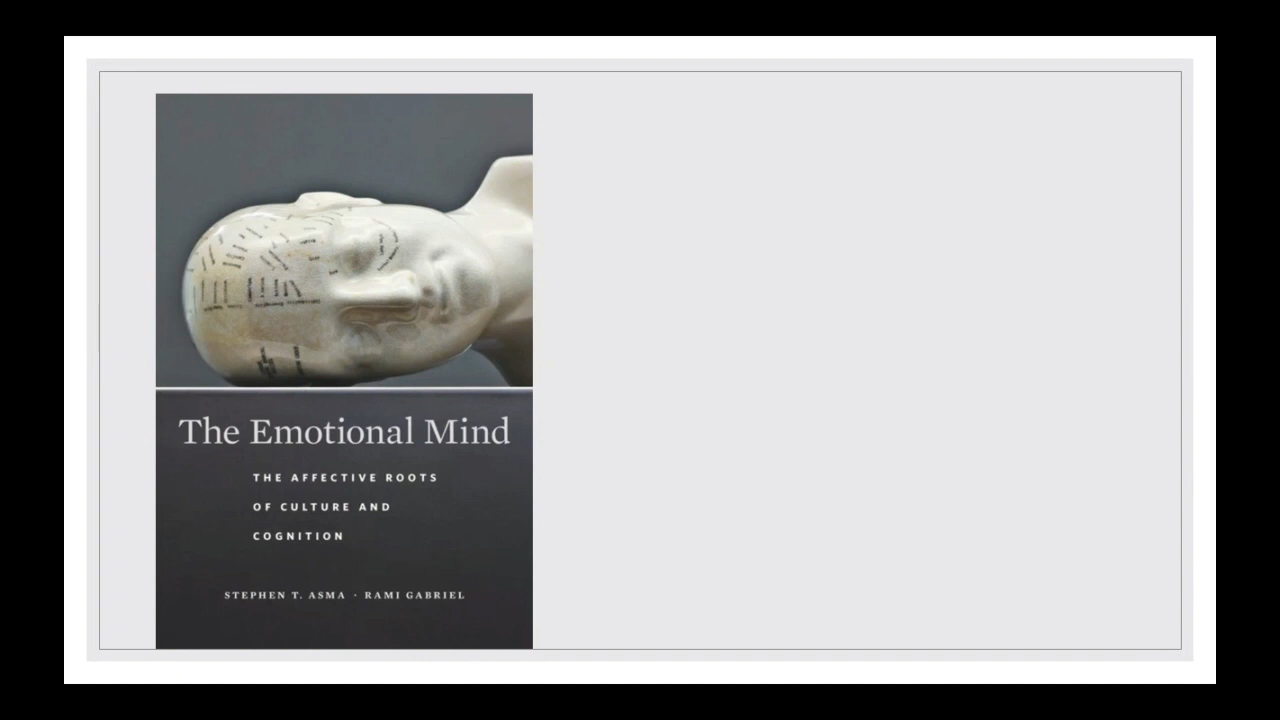 The Emotional Mind
THE AFFECTIVE ROOTS
OF CULTURE AND
COGNITION
STEPHEN T. ASMA · RAMI GABRIEL